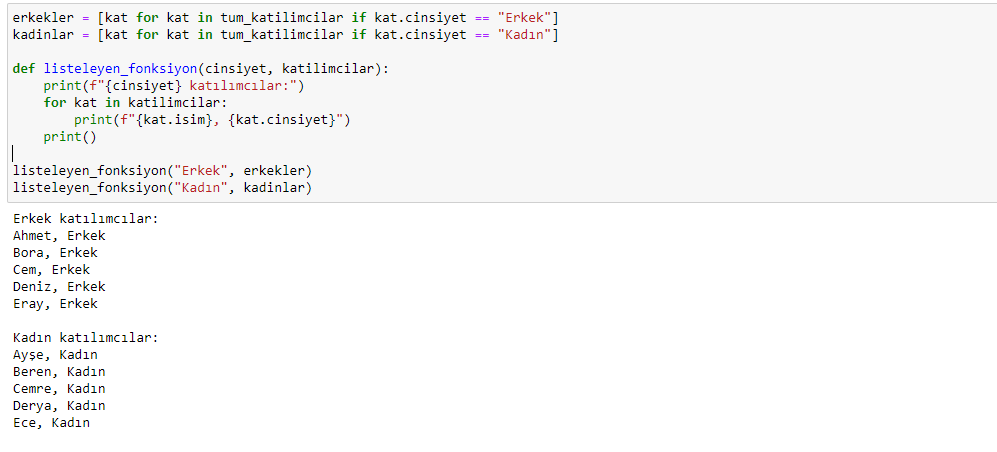 erkekler = [kat for kat in tum_katilimcilar if kat.cinsiyet == "Erkek"]
kadinlar = [kat for kat in tum_katilimcilar if kat.cinsiyet == "Kadın"]
def listeleyen_fonksiyon(cinsiyet, katilimcilar):
    print(f"{cinsiyet} katılımcılar:")
    for kat in katilimcilar:
        print(f"{kat.isim}, {kat.cinsiyet}")
    print()
listeleyen_fonksiyon("Erkek", erkekler)
listeleyen_fonksiyon("Kadın", kadinlar)
Erkek katılımcılar:
Ahmet, Erkek
Bora, Erkek
Cem, Erkek
Deniz, Erkek
Eray, Erkek
Kadın katılımcılar:
Ayşe, Kadın
Beren, Kadın
Cemre, Kadın
Derya, Kadın
Ece, Kadın